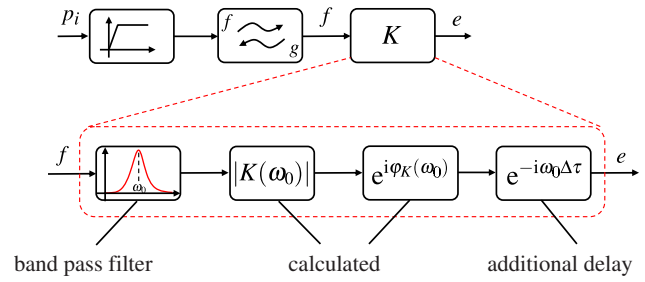 p_i
f
g
f
K
e
f
ω_0
|K(ω_0)|
e^{iφ_K(ω_0)}
e^{−iω_0Δτ}
e
band pass filter
calculated
additional delay